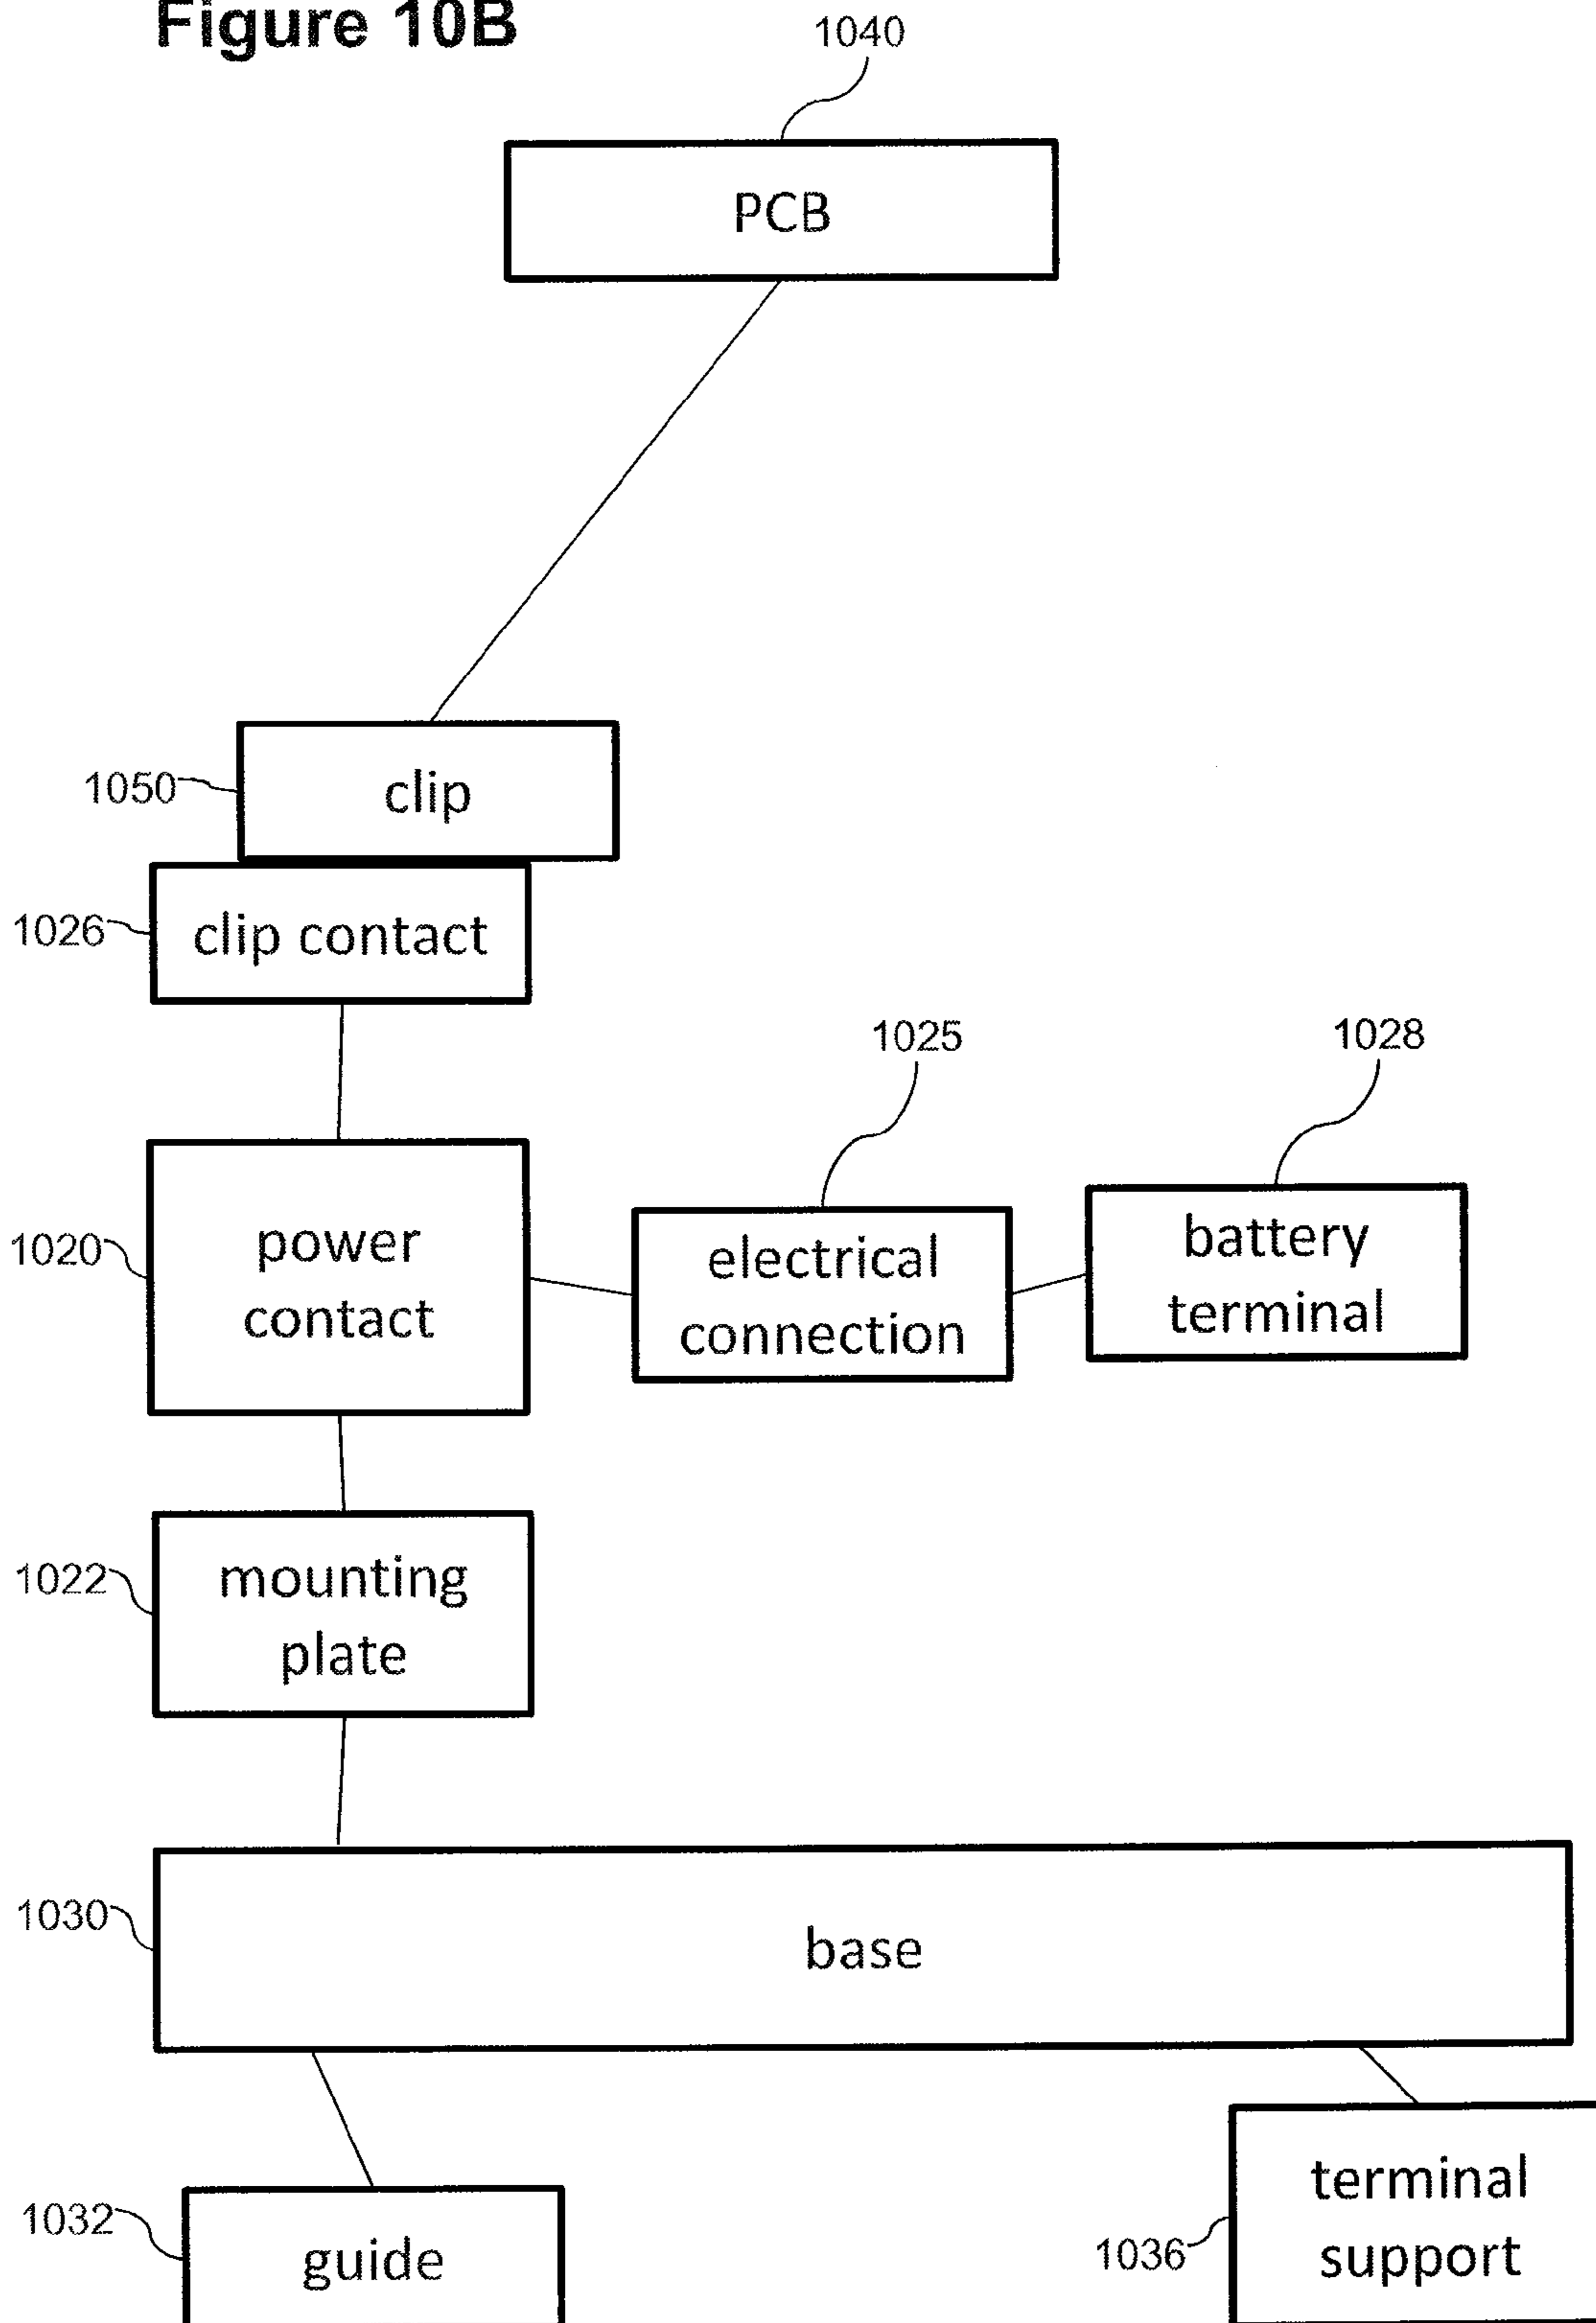 Figure 10B
1040
PCB
1050
clip
1026
clip contact
1025
1028
1020
power
contact
electrical
connection
battery
terminal
1022
mounting
plate
1030
base
1032
guide
1036
terminal
support